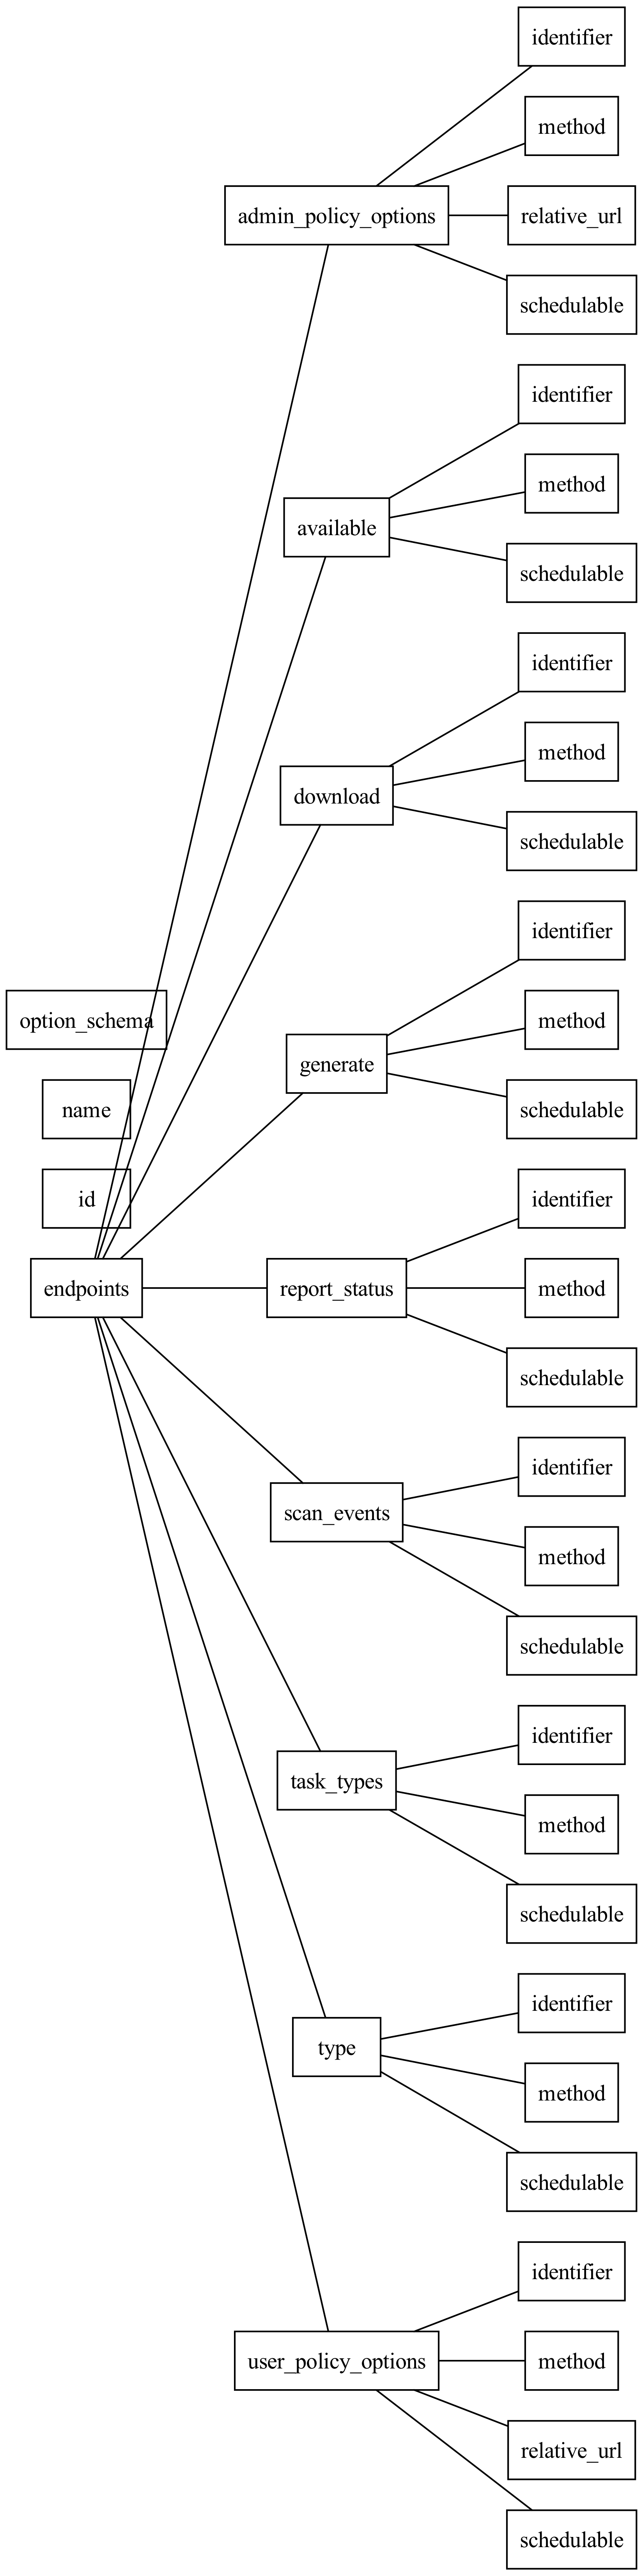 identifier
method
admin_policy_options
relative_url
schedulable
identifier
method
available
schedulable
identifier
method
download
schedulable
identifier
option_schema
method
generate
name
schedulable
id
identifier
endpoints
report_status
method
schedulable
identifier
scan_events
method
schedulable
identifier
task_types
method
schedulable
identifier
type
method
schedulable
identifier
user_policy_options
method
relative_url
schedulable